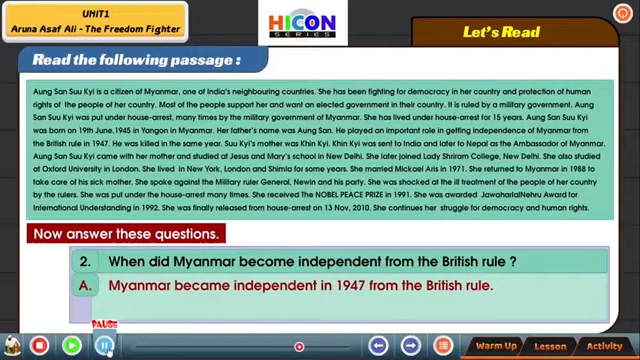 UNIT1
Aruna Asaf Ali - The Freedom Fighter
HICON
SERIES
Let's Read
Read the following passage :
Aung San Suu Kyi is a citizen of Myanmar, one of India's neighbouring countries. She has been fighting for democracy in her country and protection of human
rights of the people of her country. Most of the people support her and want an elected government in their country. It is ruled by a military government. Aung
San Suu Kyi was put under house-arrest, many times by the military government of Myanmar. She has lived under house-arrest for 15 years. Aung San Suu Kyi
was born on 19th June,1945 in Yangon in Myanmar. Her father's name was Aung San. He played an important role in getting independence of Myanmar from
the British rule in 1947. He was killed in the same year. Suu Kyi's mother was Khin Kyi. Khin Kyi was sent to India and later to Nepal as the Ambassador of Myanmar.
Aung San Suu Kyi came with her mother and studied at Jesus and Mary's school in New Delhi. She later joined Lady Shriram College, New Delhi. She also studied
at Oxford University in London. She lived in New York, London and Shimla for some years. She married Mickael Aris in 1971. She returned to Myanmar in 1988 to
take care of his sick mother. She spoke against the Military ruler General, Newin and his party. She was shocked at the ill treatment of the people of her country
by the rulers. She was put under the house-arrest many times. She received The NOBEL PEACE PRIZE in 1991. She was awarded JawaharlalNehru Award for
International Understanding in 1992. She was finally released from house-arrest on 13 Nov, 2010. She continues her struggle for democracy and human rights.
Now answer these questions.
2. When did Myanmar become independent from the British rule ?
A. Myanmar became independent in 1947 from the British rule.
PAUSE
Warm Up Lesson Activity